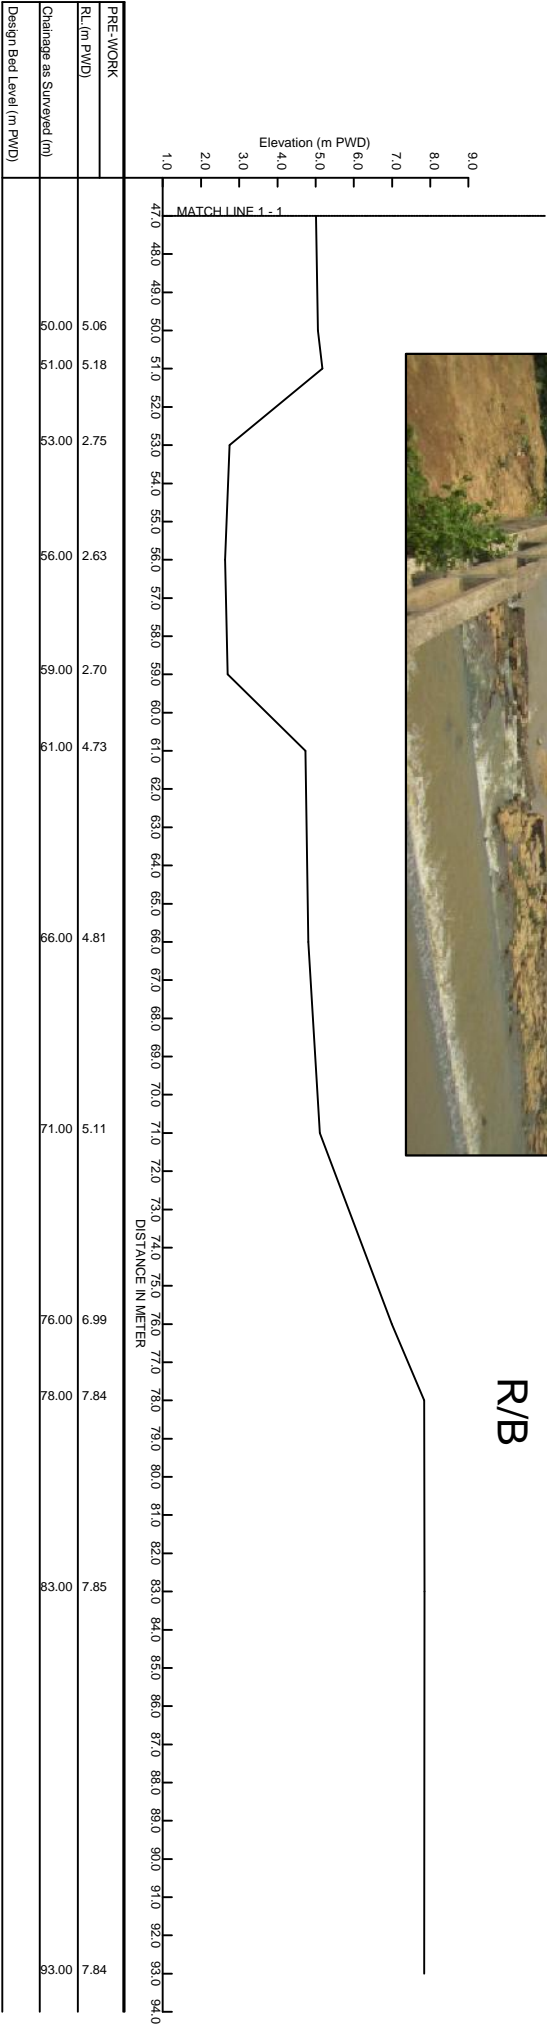 R/B
Elevation (m PWD)
9.0
8.0
7.0
6.0
5.0
4.0
3.0
2.0
1.0
MATCH LINE 1 - 1
47.0 48.0 49.0 50.0 51.0 52.0 53.0 54.0 55.0 56.0 57.0 58.0 59.0 60.0 61.0 62.0 63.0 64.0 65.0 66.0 67.0 68.0 69.0 70.0 71.0 72.0 73.0 74.0 75.0 76.0 77.0 78.0 79.0 80.0 81.0 82.0 83.0 84.0 85.0 86.0 87.0 88.0 89.0 90.0 91.0 92.0 93.0 94.0
DISTANCE IN METER
PRE-WORK
RL.(m PWD) 5.06 5.18 2.75 2.63 2.70 4.73 4.81 5.11 6.99 7.84 7.85 7.84
Chainage as Surveyed (m) 50.00 51.00 53.00 56.00 59.00 61.00 66.00 71.00 76.00 78.00 83.00 93.00
Design Bed Level (m PWD)